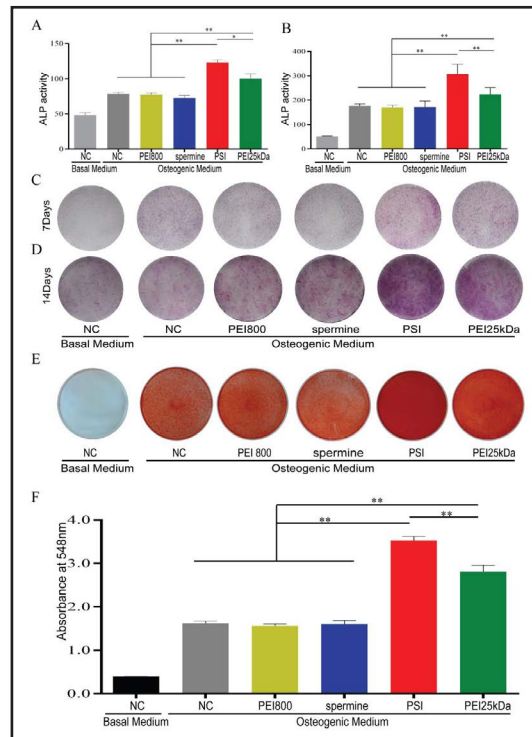 A
ALP activity
150
100
50
0
**
**
*
NC NC PEI800 spermine PSI PEI25kDa
Basal Medium Osteogenic Medium
B
ALP activity
400
300
200
100
0
**
**
**
NC NC PEI800 spermine PSI PEI25kDa
Basal Medium Osteogenic Medium
C
7Days
D
14Days
NC NC PEI800 spermine PSI PEI25kDa
Basal Medium Osteogenic Medium
E
NC NC PEI 800 spermine PSI PEI25kDa
Basal Medium Osteogenic Medium
F
Absorbance at 548nm
4.0
3.0
2.0
1.0
0.0
**
**
**
NC NC PEI800 spermine PSI PEI25kDa
Basal Medium Osteogenic Medium